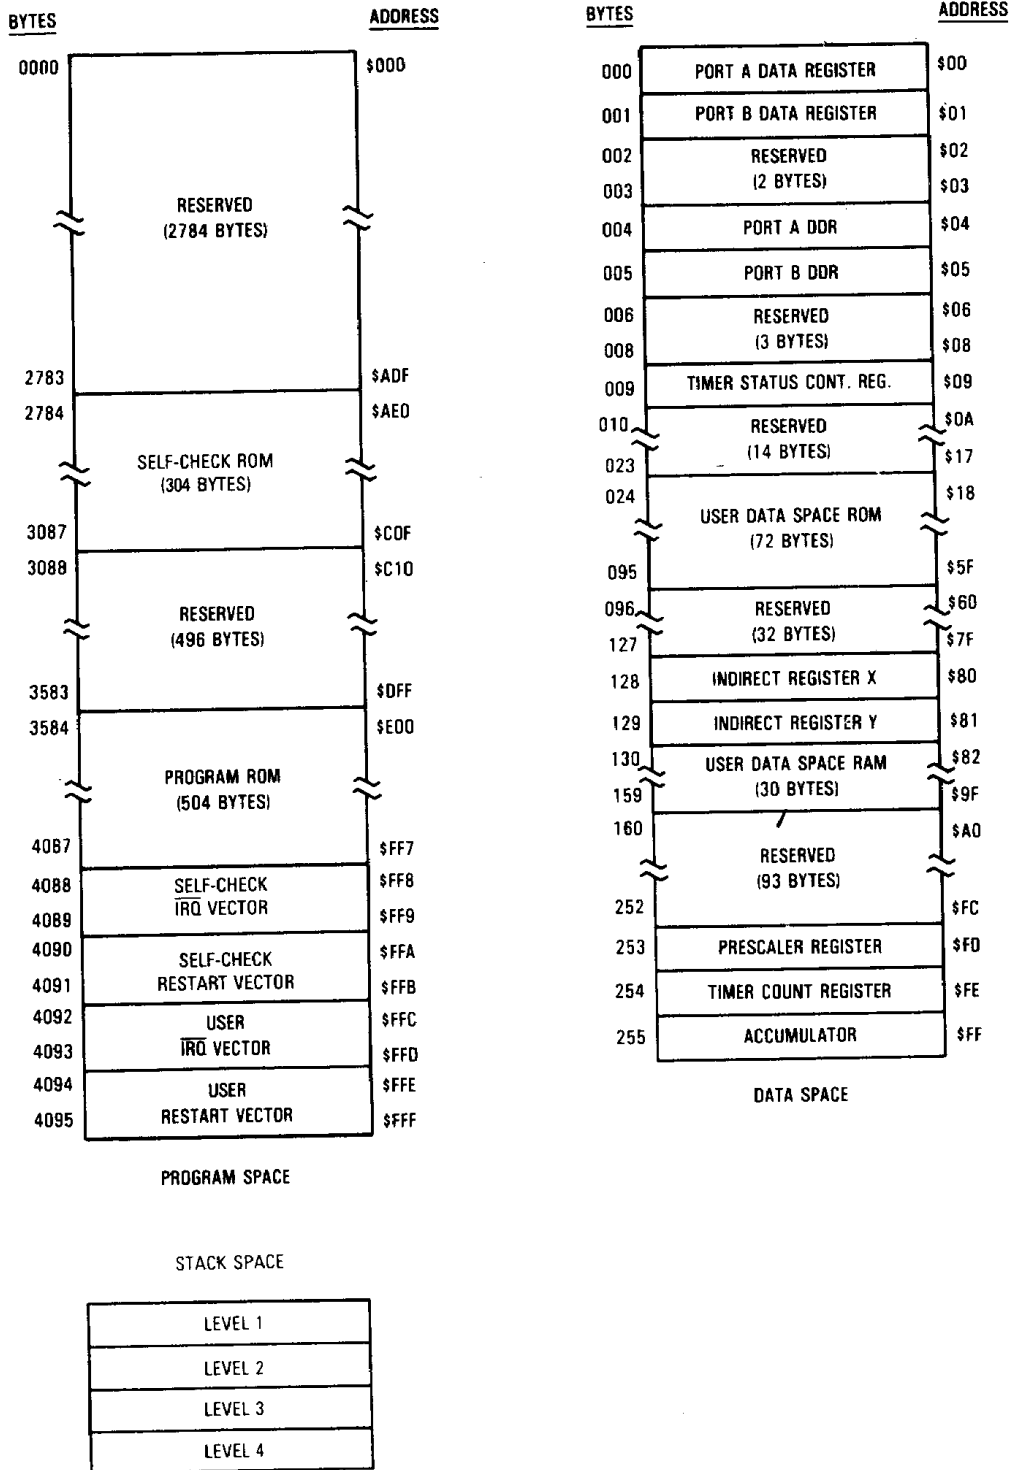 BYTES ADDRESS
0000 $000
RESERVED
(2784 BYTES)
2783 $ADF
2784 $AE0
SELF-CHECK ROM
(304 BYTES)
3087 $C0F
3088 $C10
RESERVED
(496 BYTES)
3583 $DFF
3584 $E00
PROGRAM ROM
(504 BYTES)
4087 $FF7
4088 $FF8
SELF-CHECK
IRQ VECTOR
4089 $FF9
4090 $FFA
SELF-CHECK
RESTART VECTOR
4091 $FFB
4092 $FFC
USER
IRQ VECTOR
4093 $FFD
4094 $FFE
USER
RESTART VECTOR
4095 $FFF
PROGRAM SPACE
STACK SPACE
LEVEL 1
LEVEL 2
LEVEL 3
LEVEL 4
BYTES ADDRESS
000 PORT A DATA REGISTER $00
001 PORT B DATA REGISTER $01
002 $02
RESERVED
(2 BYTES)
003 $03
004 PORT A DDR $04
005 PORT B DDR $05
006 $06
RESERVED
(3 BYTES)
008 $08
009 TIMER STATUS CONT. REG. $09
010 $0A
RESERVED
(14 BYTES)
023 $17
024 $18
USER DATA SPACE ROM
(72 BYTES)
095 $5F
096 $60
RESERVED
(32 BYTES)
127 $7F
128 INDIRECT REGISTER X $80
129 INDIRECT REGISTER Y $81
130 $82
USER DATA SPACE RAM
(30 BYTES)
159 $9F
160 $A0
RESERVED
(93 BYTES)
252 $FC
253 PRESCALER REGISTER $FD
254 TIMER COUNT REGISTER $FE
255 ACCUMULATOR $FF
DATA SPACE